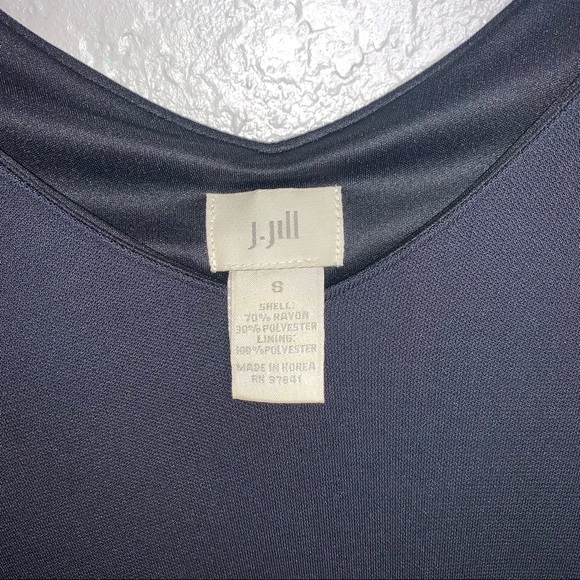 J.Jill
S
SHELL:
70% RAYON
30% POLYESTER
LINING:
100% POLYESTER
MADE IN KOREA
RN 97641